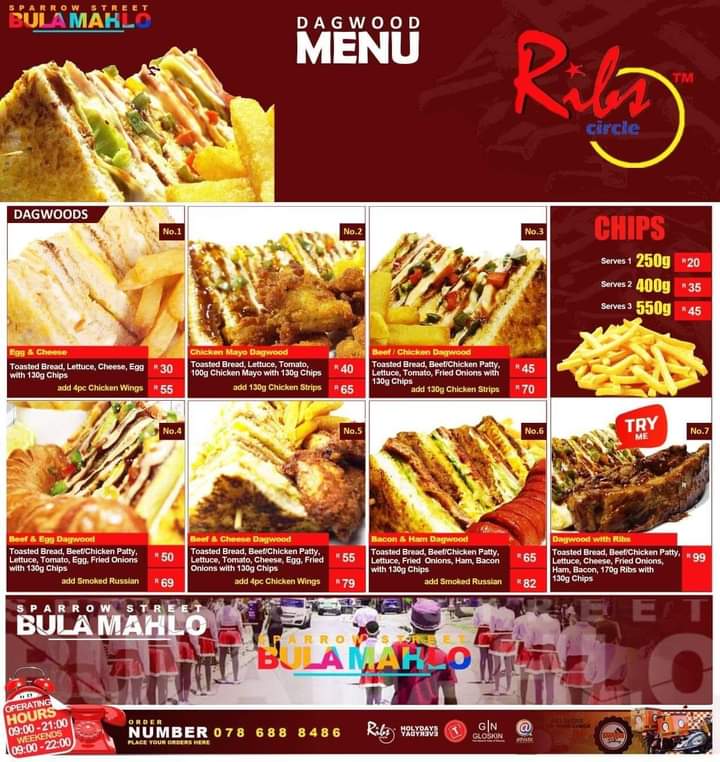 SPARROW STREET
BULA MAHLO
DAGWOOD
MENU
Ribs TM
circle
DAGWOODS
No.1
Egg & Cheese
Toasted Bread, Lettuce, Cheese, Egg
with 130g Chips
R 30
add 4pc Chicken Wings
R 55
No.2
Chicken Mayo Dagwood
Toasted Bread, Lettuce, Tomato,
100g Chicken Mayo with 130g Chips
R 40
add 130g Chicken Strips
R 65
No.3
Beef / Chicken Dagwood
Toasted Bread, Beef/Chicken Patty,
Lettuce, Tomato, Fried Onions with
130g Chips
R 45
add 130g Chicken Strips
R 70
CHIPS
Serves 1 250g R 20
Serves 2 400g R 35
Serves 3 550g R 45
No.4
Beef & Egg Dagwood
Toasted Bread, Beef/Chicken Patty,
Lettuce, Tomato, Egg, Fried Onions
with 130g Chips
R 50
add Smoked Russian
R 69
No.5
Beef & Cheese Dagwood
Toasted Bread, Beef/Chicken Patty,
Lettuce, Tomato, Cheese, Egg, Fried
Onions with 130g Chips
R 55
add 4pc Chicken Wings
R 79
No.6
Bacon & Ham Dagwood
Toasted Bread, Beef/Chicken Patty,
Lettuce, Fried Onions, Ham, Bacon
with 130g Chips
R 65
add Smoked Russian
R 82
TRY
ME
No.7
Dagwood with Ribs
Toasted Bread, Beef/Chicken Patty,
Lettuce, Cheese, Fried Onions,
Ham, Bacon, 170g Ribs with
130g Chips
R 99
SPARROW STREET
BULA MAHLO
SPARROW STREET
BULA MAHLO
OPERATING
HOURS
09:00 - 21:00
WEEKENDS
09:00 - 22:00
ORDER
NUMBER 078 688 8486
PLACE YOUR ORDERS HERE
Ribs
circle
HOLYDAYS
EVERYDAY
G|N
GLOSKIN